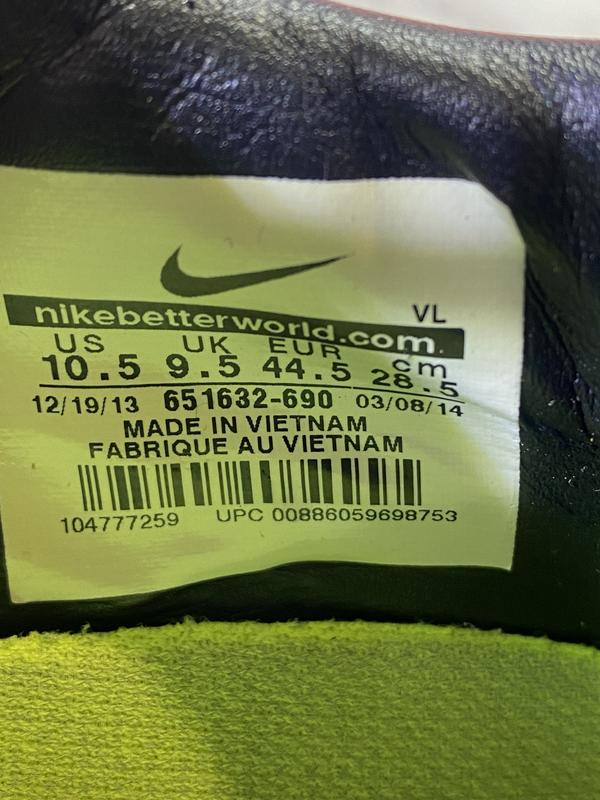 VL
nikebetterworld.com.
US UK EUR cm
10.5 9.5 44.5 28.5
12/19/13 651632-690 03/08/14
MADE IN VIETNAM
FABRIQUE AU VIETNAM
104777259 UPC 00886059698753